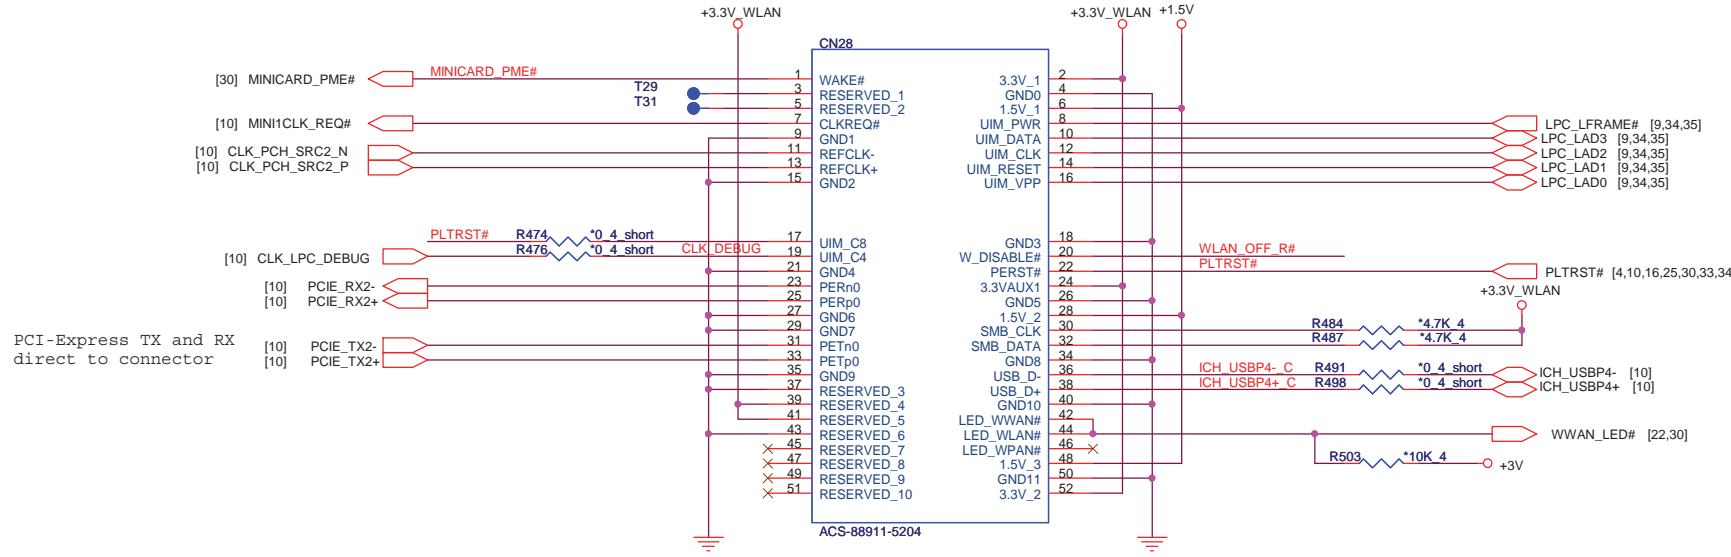 +3.3V_WLAN
+3.3V_WLAN +1.5V
CN28
[30] MINICARD_PME# MINICARD_PME# 1 WAKE# 3.3V_1 2
T29 3 RESERVED_1 GND0 4
T31 5 RESERVED_2 1.5V_1 6
[10] MINI1CLK_REQ# 7 CLKREQ# UIM_PWR 8 LPC_LFRAME# [9,34,35]
9 GND1 UIM_DATA 10 LPC_LAD3 [9,34,35]
[10] CLK_PCH_SRC2_N 11 REFCLK- UIM_CLK 12 LPC_LAD2 [9,34,35]
[10] CLK_PCH_SRC2_P 13 REFCLK+ UIM_RESET 14 LPC_LAD1 [9,34,35]
15 GND2 UIM_VPP 16 LPC_LAD0 [9,34,35]
PLTRST# R474 *0_4_short 17 UIM_C8 GND3 18
[10] CLK_LPC_DEBUG R476 *0_4_short CLK_DEBUG 19 UIM_C4 W_DISABLE# 20 WLAN_OFF_R#
21 GND4 PERST# 22 PLTRST# PLTRST# [4,10,16,25,30,33,34
[10] PCIE_RX2- 23 PERn0 3.3VAUX1 24
+3.3V_WLAN
[10] PCIE_RX2+ 25 PERp0 GND5 26
27 GND6 1.5V_2 28
29 GND7 SMB_CLK 30 R484 *4.7K_4
PCI-Express TX and RX
direct to connector
[10] PCIE_TX2- 31 PETn0 SMB_DATA 32 R487 *4.7K_4
[10] PCIE_TX2+ 33 PETp0 GND8 34
35 GND9 USB_D- 36 ICH_USBP4-_C R491 *0_4_short ICH_USBP4- [10]
37 RESERVED_3 USB_D+ 38 ICH_USBP4+_C R498 *0_4_short ICH_USBP4+ [10]
39 RESERVED_4 GND10 40
41 RESERVED_5 LED_WWAN# 42
43 RESERVED_6 LED_WLAN# 44 WWAN_LED# [22,30]
45 RESERVED_7 LED_WPAN# 46
47 RESERVED_8 1.5V_3 48 R503 *10K_4 +3V
49 RESERVED_9 GND11 50
51 RESERVED_10 3.3V_2 52
ACS-88911-5204